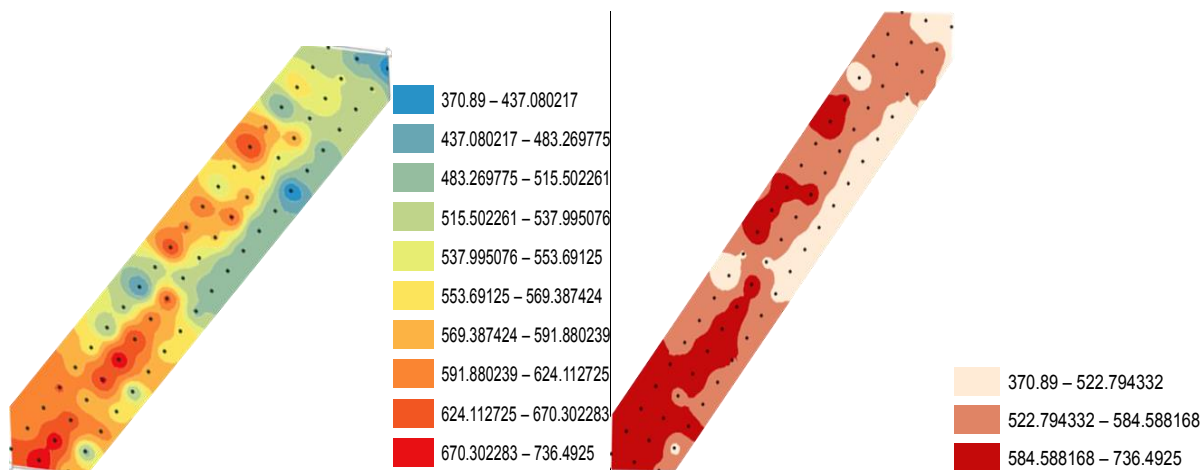 370.89 – 437.080217
437.080217 – 483.269775
483.269775 – 515.502261
515.502261 – 537.995076
537.995076 – 553.69125
553.69125 – 569.387424
569.387424 – 591.880239
591.880239 – 624.112725
624.112725 – 670.302283
670.302283 – 736.4925
370.89 – 522.794332
522.794332 – 584.588168
584.588168 – 736.4925